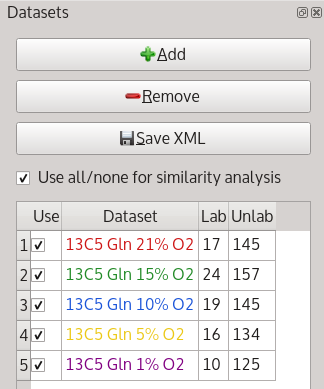 Datasets
Add
Remove
Save XML
Use all/none for similarity analysis
Use Dataset Lab Unlab
1 13C5 Gln 21% O2 17 145
2 13C5 Gln 15% O2 24 157
3 13C5 Gln 10% O2 19 145
4 13C5 Gln 5% O2 16 134
5 13C5 Gln 1% O2 10 125